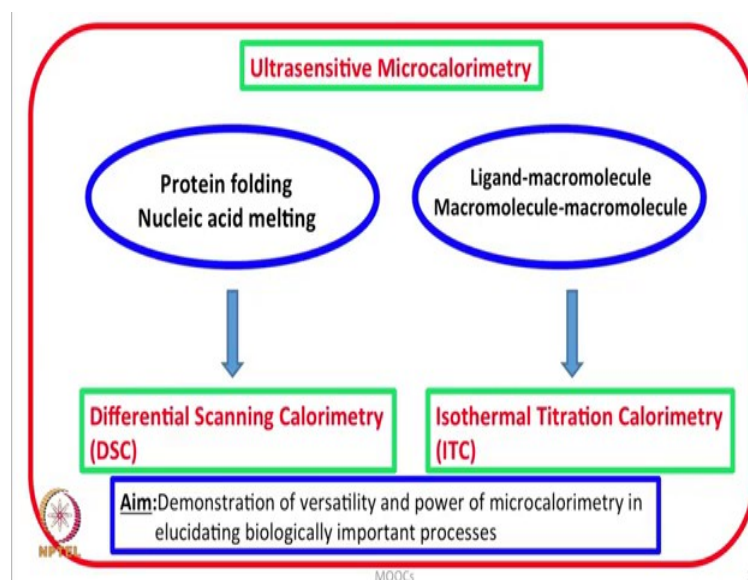 Ultrasensitive Microcalorimetry
Protein folding
Nucleic acid melting
Ligand-macromolecule
Macromolecule-macromolecule
Differential Scanning Calorimetry
(DSC)
Isothermal Titration Calorimetry
(ITC)
Aim:Demonstration of versatility and power of microcalorimetry in
elucidating biologically important processes
NPTEL
MOOCs